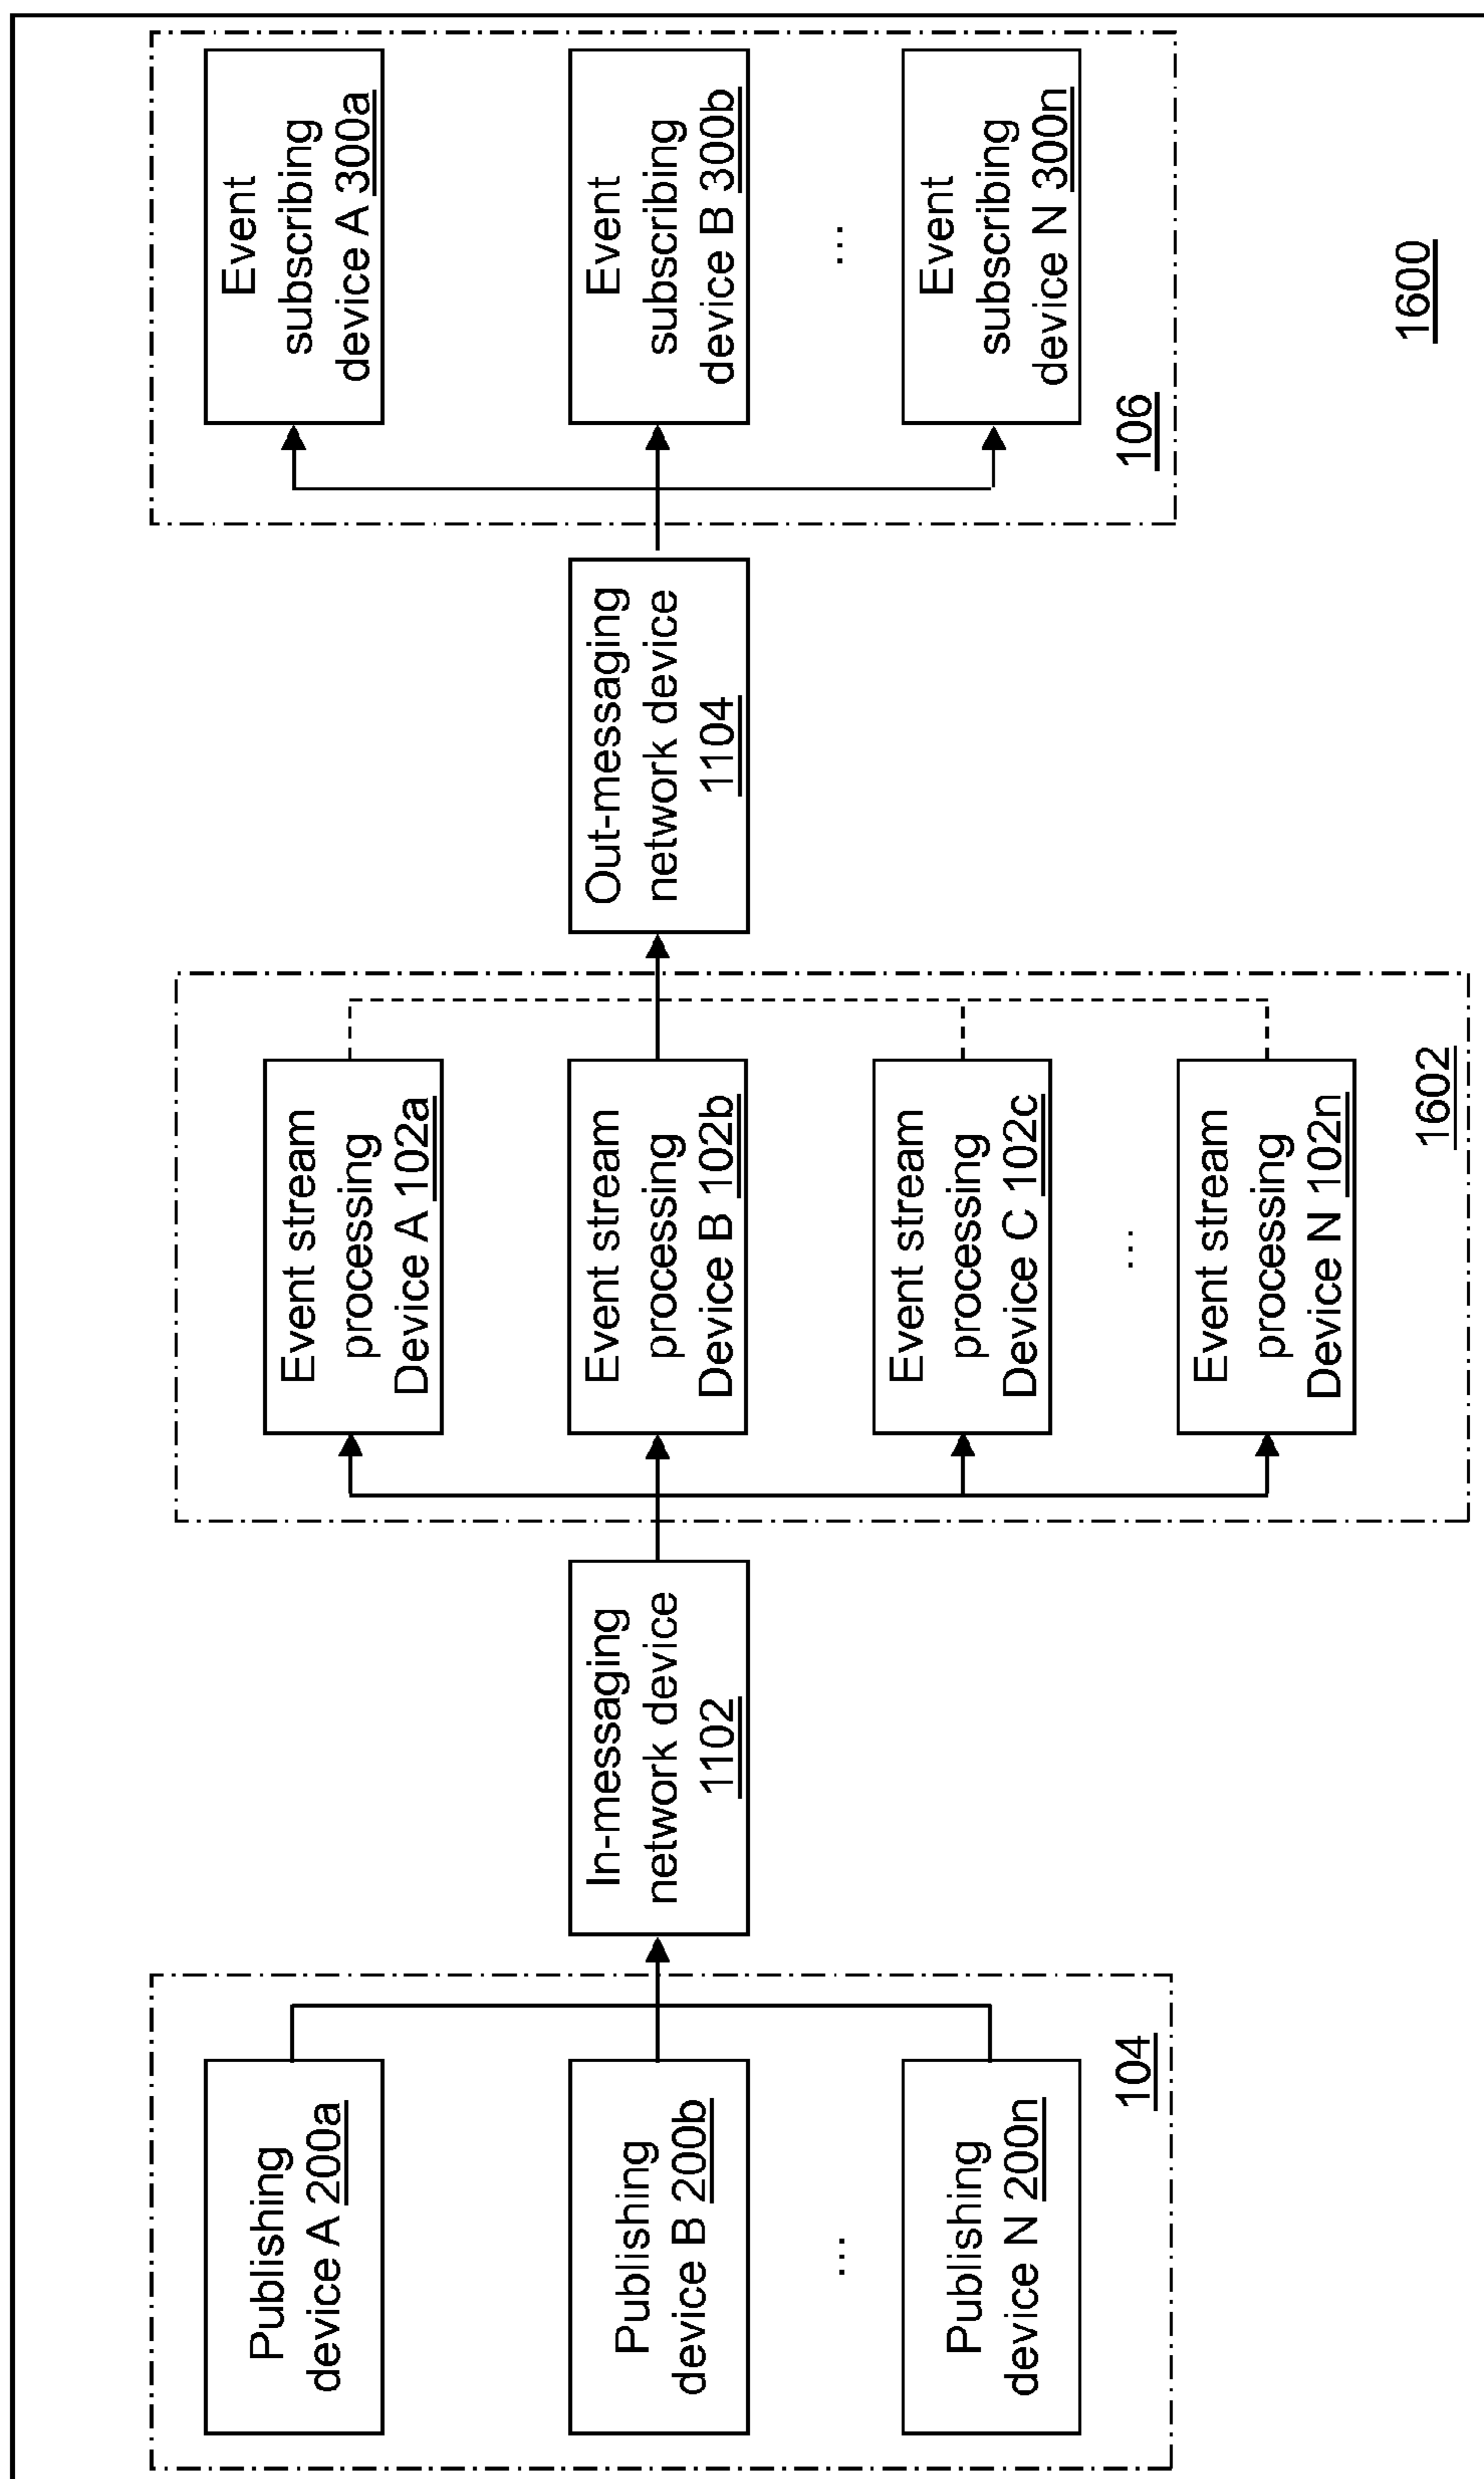 Publishing
device A 200a
Publishing
device B 200b
...
Publishing
device N 200n
104
In-messaging
network device
1102
Event stream
processing
Device A 102a
Event stream
processing
Device B 102b
Event stream
processing
Device C 102c
...
Event stream
processing
Device N 102n
1602
Out-messaging
network device
1104
Event
subscribing
device A 300a
Event
subscribing
device B 300b
...
Event
subscribing
device N 300n
106
1600